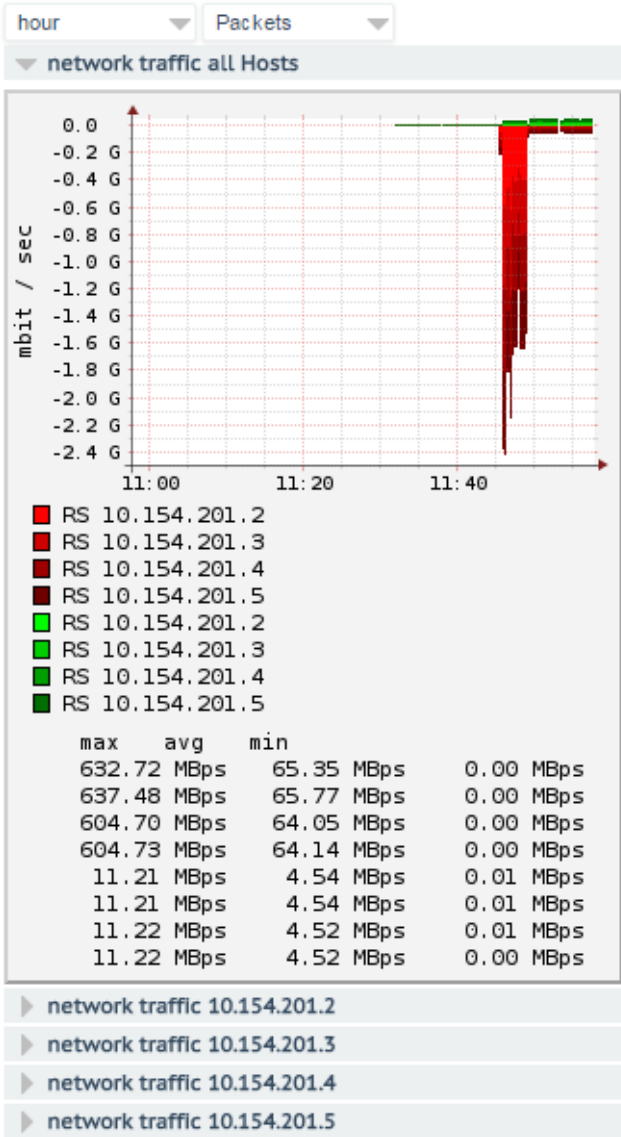 hour Packets
network traffic all Hosts
0.0
-0.2 G
-0.4 G
-0.6 G
-0.8 G
-1.0 G
-1.2 G
-1.4 G
-1.6 G
-1.8 G
-2.0 G
-2.2 G
-2.4 G
mbit / sec
11:00 11:20 11:40
RS 10.154.201.2
RS 10.154.201.3
RS 10.154.201.4
RS 10.154.201.5
RS 10.154.201.2
RS 10.154.201.3
RS 10.154.201.4
RS 10.154.201.5
max avg min
632.72 MBps 65.35 MBps 0.00 MBps
637.48 MBps 65.77 MBps 0.00 MBps
604.70 MBps 64.05 MBps 0.00 MBps
604.73 MBps 64.14 MBps 0.00 MBps
11.21 MBps 4.54 MBps 0.01 MBps
11.21 MBps 4.54 MBps 0.01 MBps
11.22 MBps 4.52 MBps 0.01 MBps
11.22 MBps 4.52 MBps 0.00 MBps
network traffic 10.154.201.2
network traffic 10.154.201.3
network traffic 10.154.201.4
network traffic 10.154.201.5